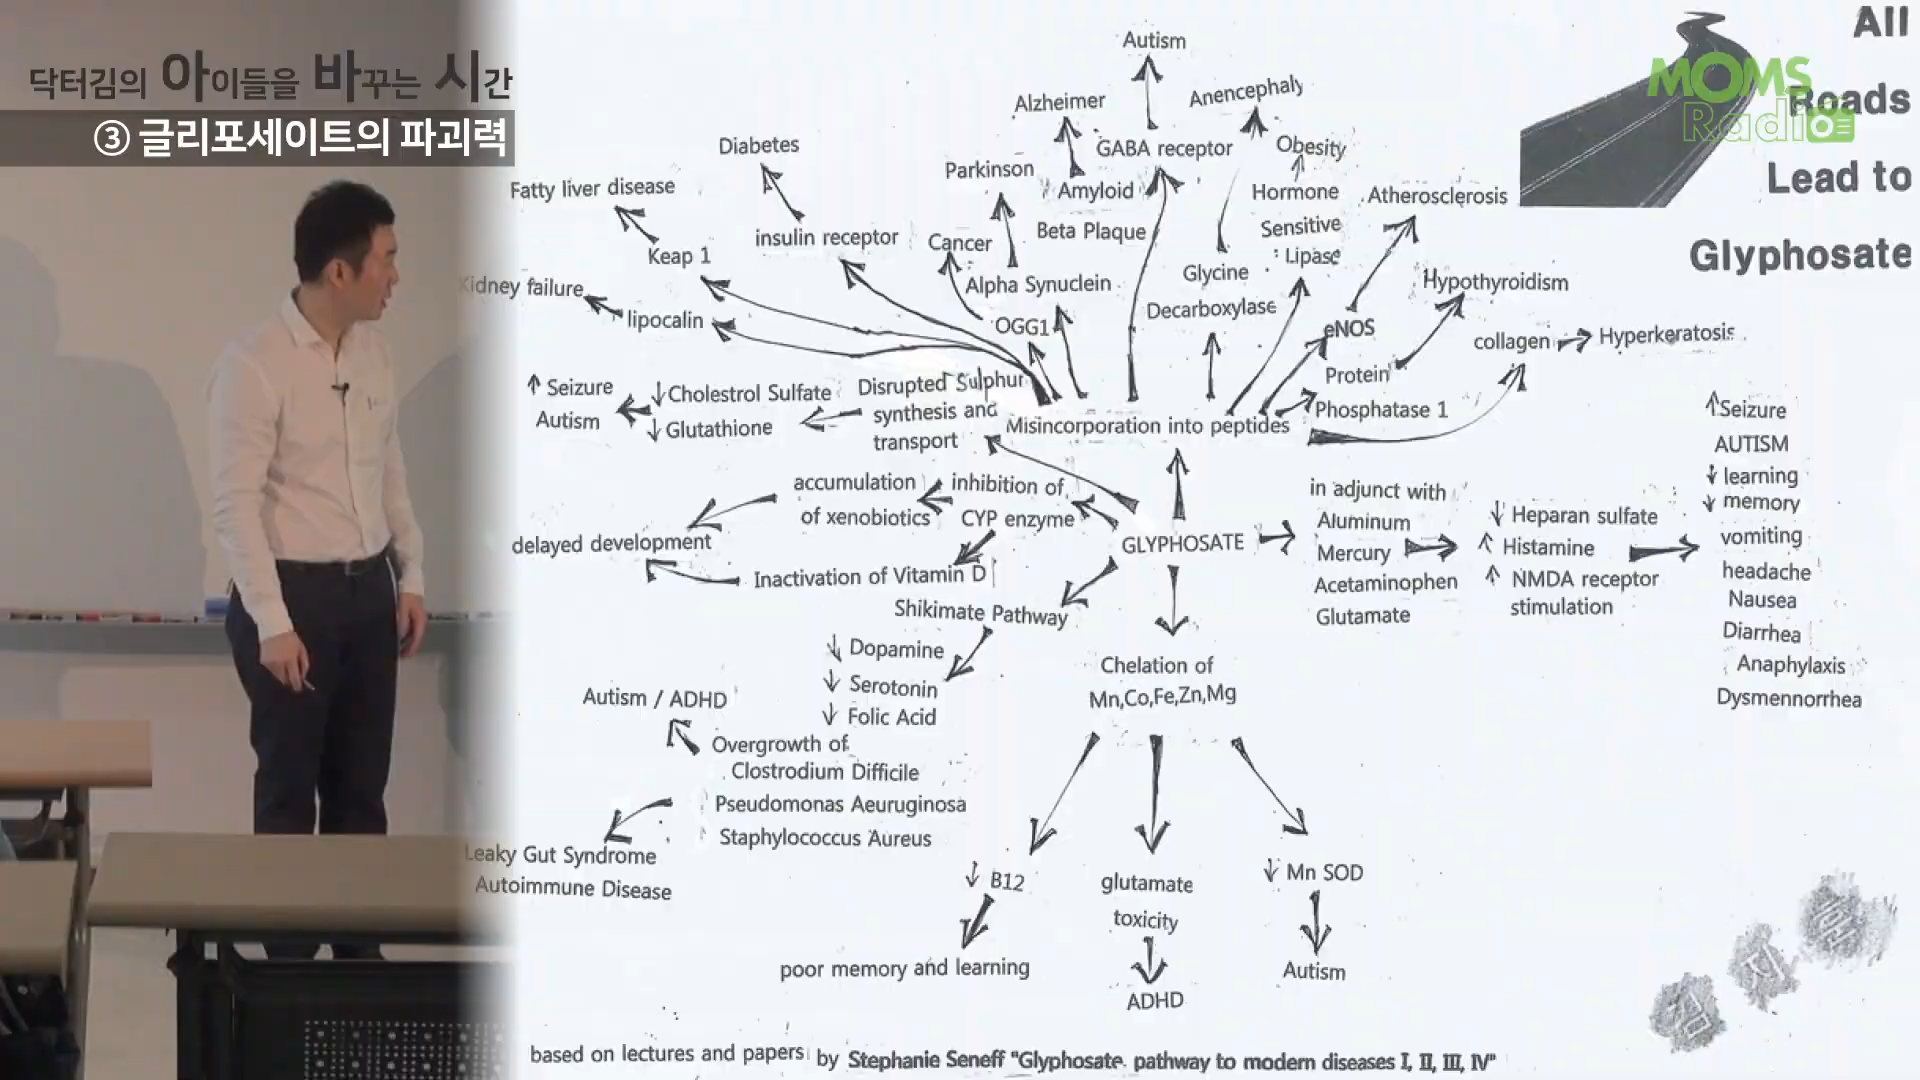 닥터김의 아이들을 바꾸는 시간
③ 글리포세이트의 파괴력
MOMS
Radio
All
Roads
Lead to
Glyphosate
Autism
Alzheimer
Anencephaly
Diabetes
GABA receptor
Obesity
Parkinson
Fatty liver disease
Amyloid
Beta Plaque
Hormone
Sensitive
Lipase
Atherosclerosis
insulin receptor
Cancer
Keap 1
Glycine
Decarboxylase
Alpha Synuclein
Hypothyroidism
Kidney failure
lipocalin
OGG1
eNOS
collagen
Hyperkeratosis
Protein
Phosphatase 1
↑ Seizure
Autism
↓ Cholestrol Sulfate
↓ Glutathione
Disrupted Sulphur
synthesis and
transport
Misincorporation into peptides
accumulation
of xenobiotics
inhibition of
CYP enzyme
delayed development
Inactivation of Vitamin D
GLYPHOSATE
in adjunct with
Aluminum
Mercury
Acetaminophen
Glutamate
↓ Heparan sulfate
↑ Histamine
↑ NMDA receptor
stimulation
↑ Seizure
AUTISM
↓ learning
↓ memory
vomiting
headache
Nausea
Diarrhea
Anaphylaxis
Dysmennorrhea
Shikimate Pathway
↓ Dopamine
↓ Serotonin
↓ Folic Acid
Chelation of
Mn,Co,Fe,Zn,Mg
Autism / ADHD
Overgrowth of
Clostrodium Difficile
Pseudomonas Aeuruginosa
Staphylococcus Aureus
Leaky Gut Syndrome
Autoimmune Disease
↓ B12
poor memory and learning
glutamate
toxicity
ADHD
↓ Mn SOD
Autism
based on lectures and papers by Stephanie Seneff "Glyphosate pathway to modern diseases I, II, III, IV"